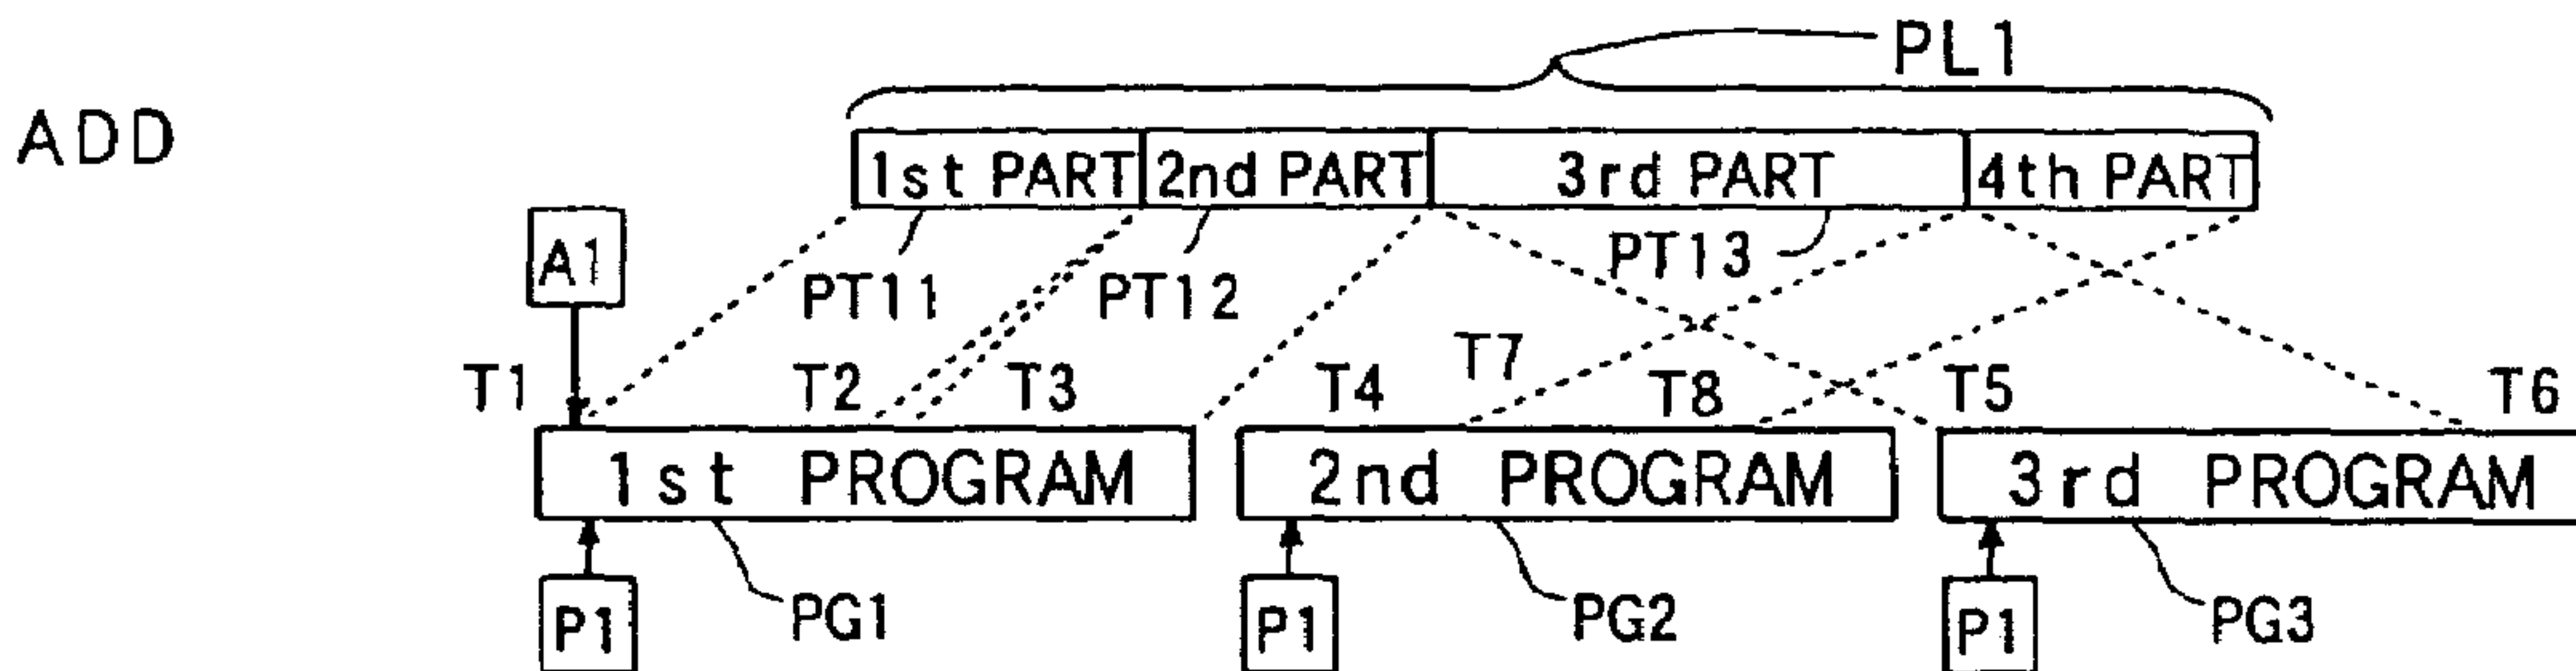 PL1
ADD
1st PART 2nd PART 3rd PART 4th PART
A1
PT11 PT12 PT13
T1 T2 T3 T4 T7 T8 T5 T6
1st PROGRAM 2nd PROGRAM 3rd PROGRAM
P1 PG1 P1 PG2 P1 PG3